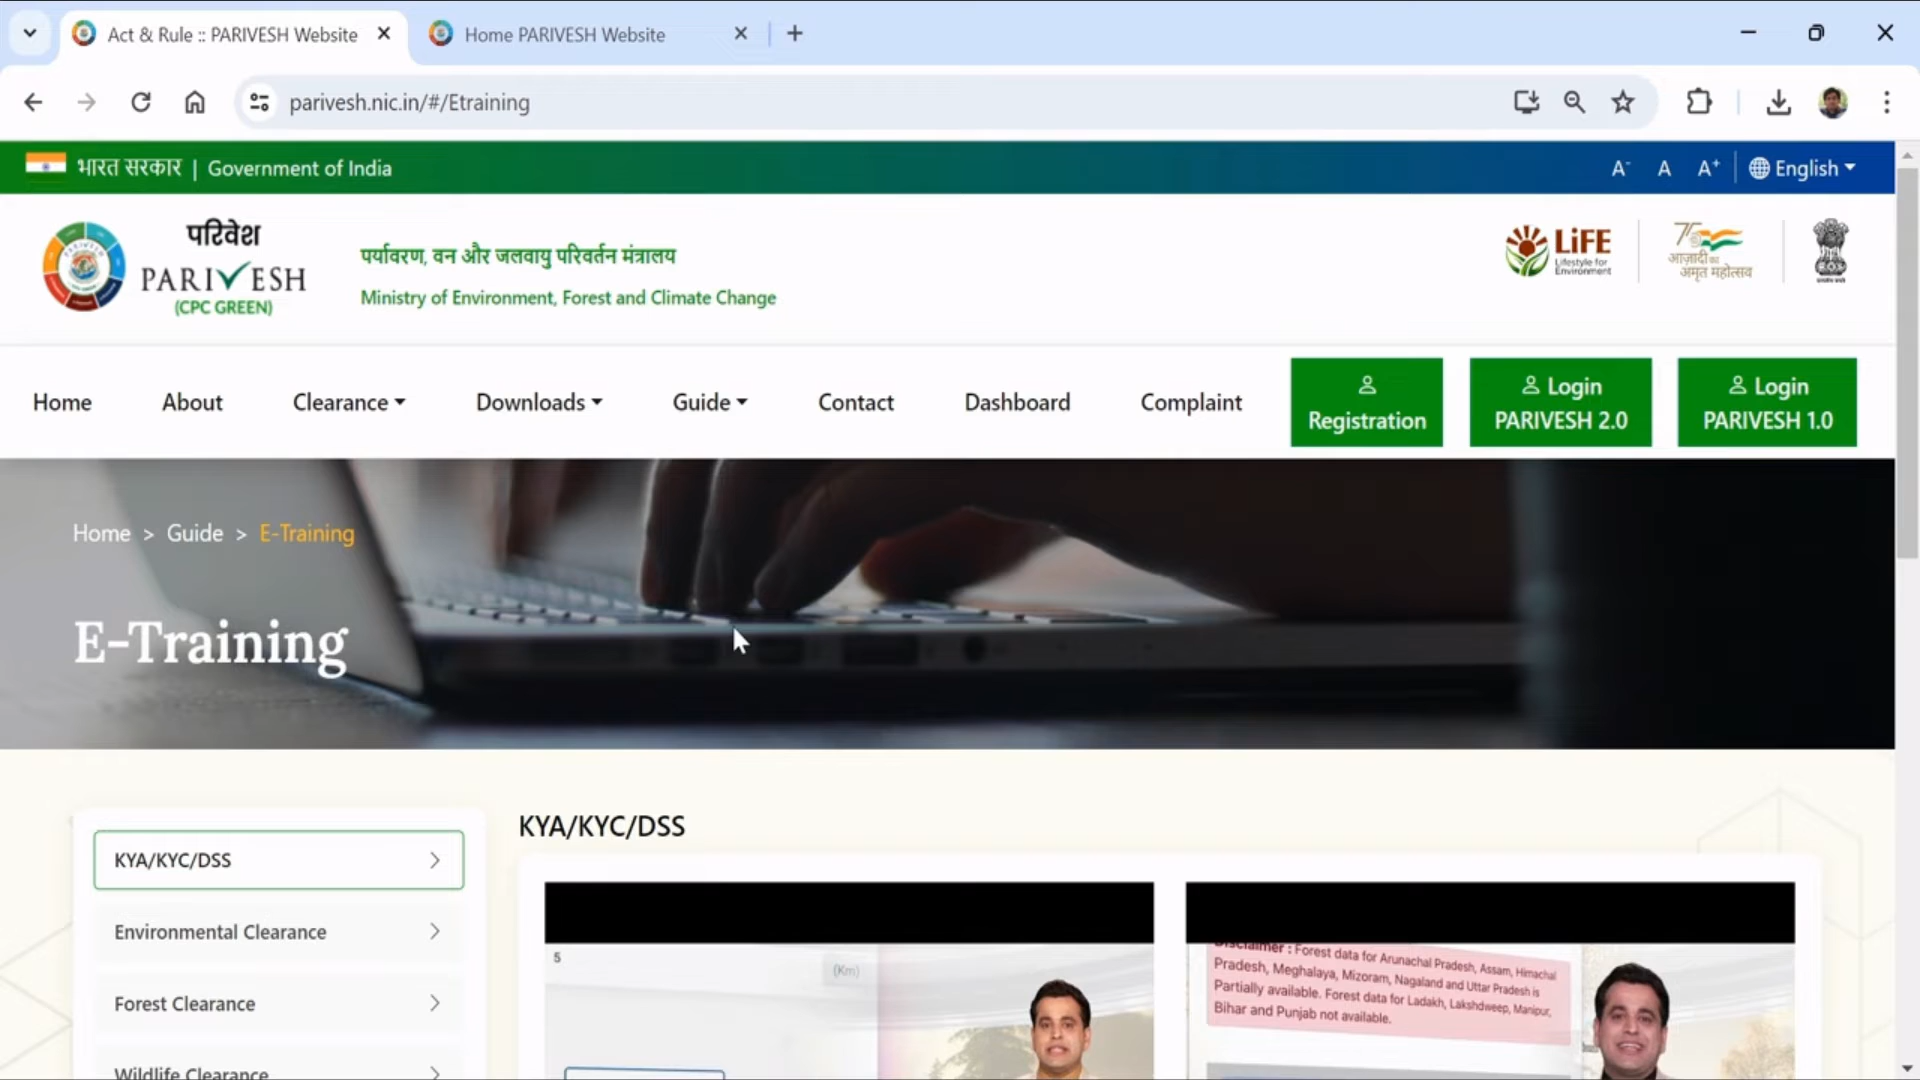 Act & Rule :: PARIVESH Website
Home PARIVESH Website
parivesh.nic.in/#/Etraining
भारत सरकार | Government of India
A- A A+ English
परिवेश
PARIVESH
(CPC GREEN)
पर्यावरण, वन और जलवायु परिवर्तन मंत्रालय
Ministry of Environment, Forest and Climate Change
LiFE
Lifestyle for
Environment
75
आज़ादी का
अमृत महोत्सव
Home About Clearance Downloads Guide Contact Dashboard Complaint
Registration
Login
PARIVESH 2.0
Login
PARIVESH 1.0
Home > Guide > E-Training
E-Training
KYA/KYC/DSS
Environmental Clearance
Forest Clearance
Wildlife Clearance
KYA/KYC/DSS
5
(Km)
Disclaimer : Forest data for Arunachal Pradesh, Assam, Himachal
Pradesh, Meghalaya, Mizoram, Nagaland and Uttar Pradesh is
Partially available. Forest data for Ladakh, Lakshdweep, Manipur,
Bihar and Punjab not available.